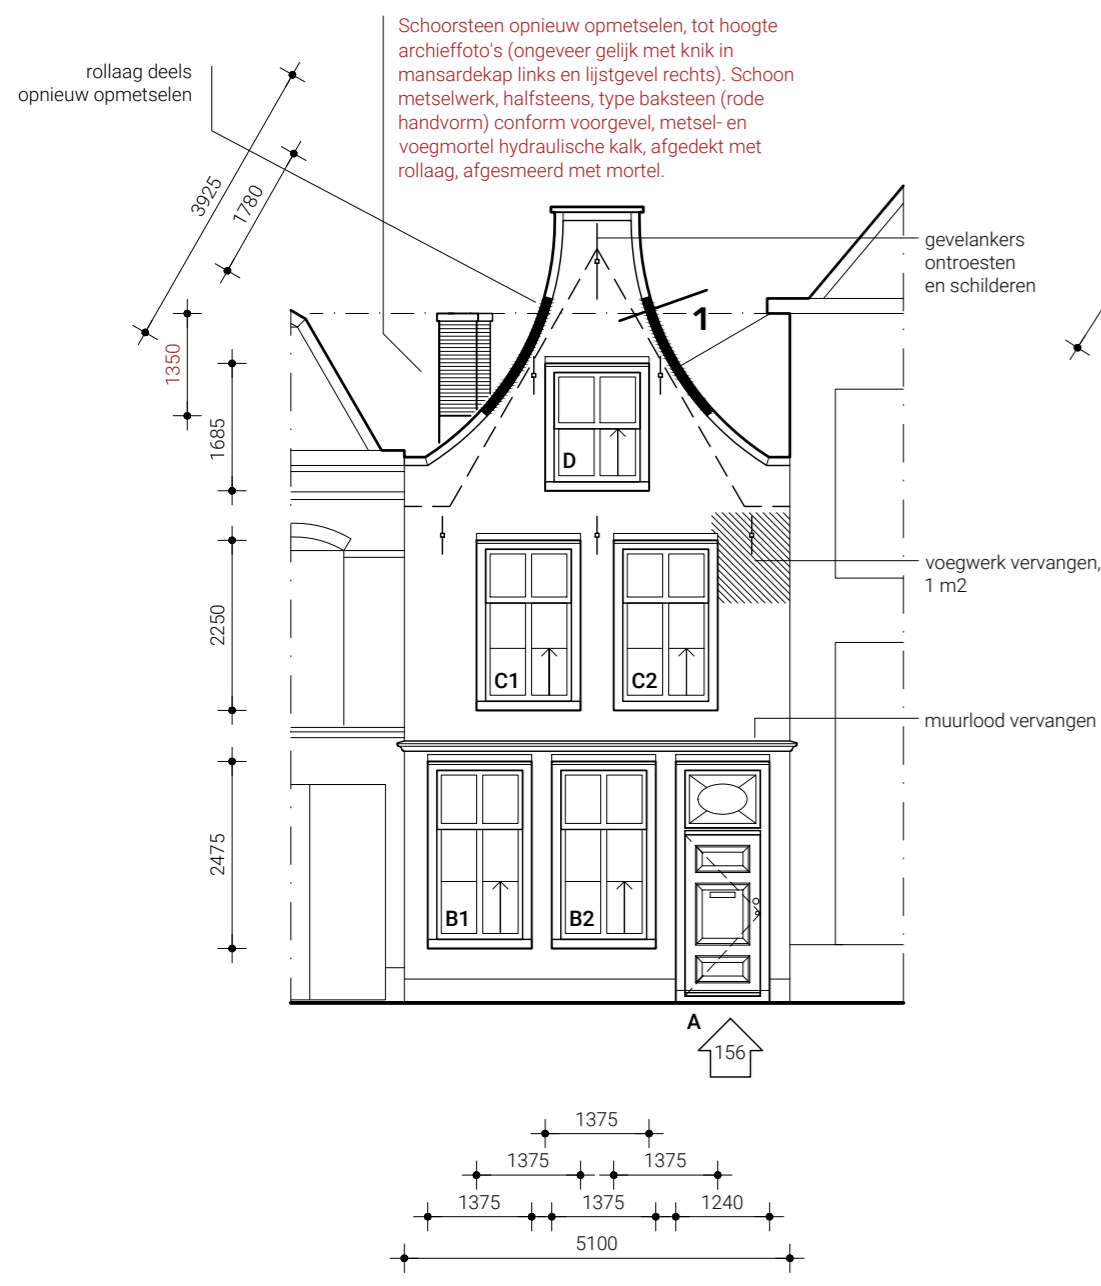 Schoorsteen opnieuw opmetselen, tot hoogte
archieffoto's (ongeveer gelijk met knik in
mansardekap links en lijstgevel rechts). Schoon
metselwerk, halfsteens, type baksteen (rode
handvorm) conform voorgevel, metsel- en
voegmortel hydraulische kalk, afgedekt met
rollaag, afgesmeerd met mortel.
rollaag deels
opnieuw opmetselen
3925
1780
gevelankers
ontroesten
en schilderen
1
1350
1685
D
voegwerk vervangen,
1 m2
2250
C1
C2
muurlood vervangen
2475
B1
B2
A
156
1375
1375
1375
1375
1375
1240
5100